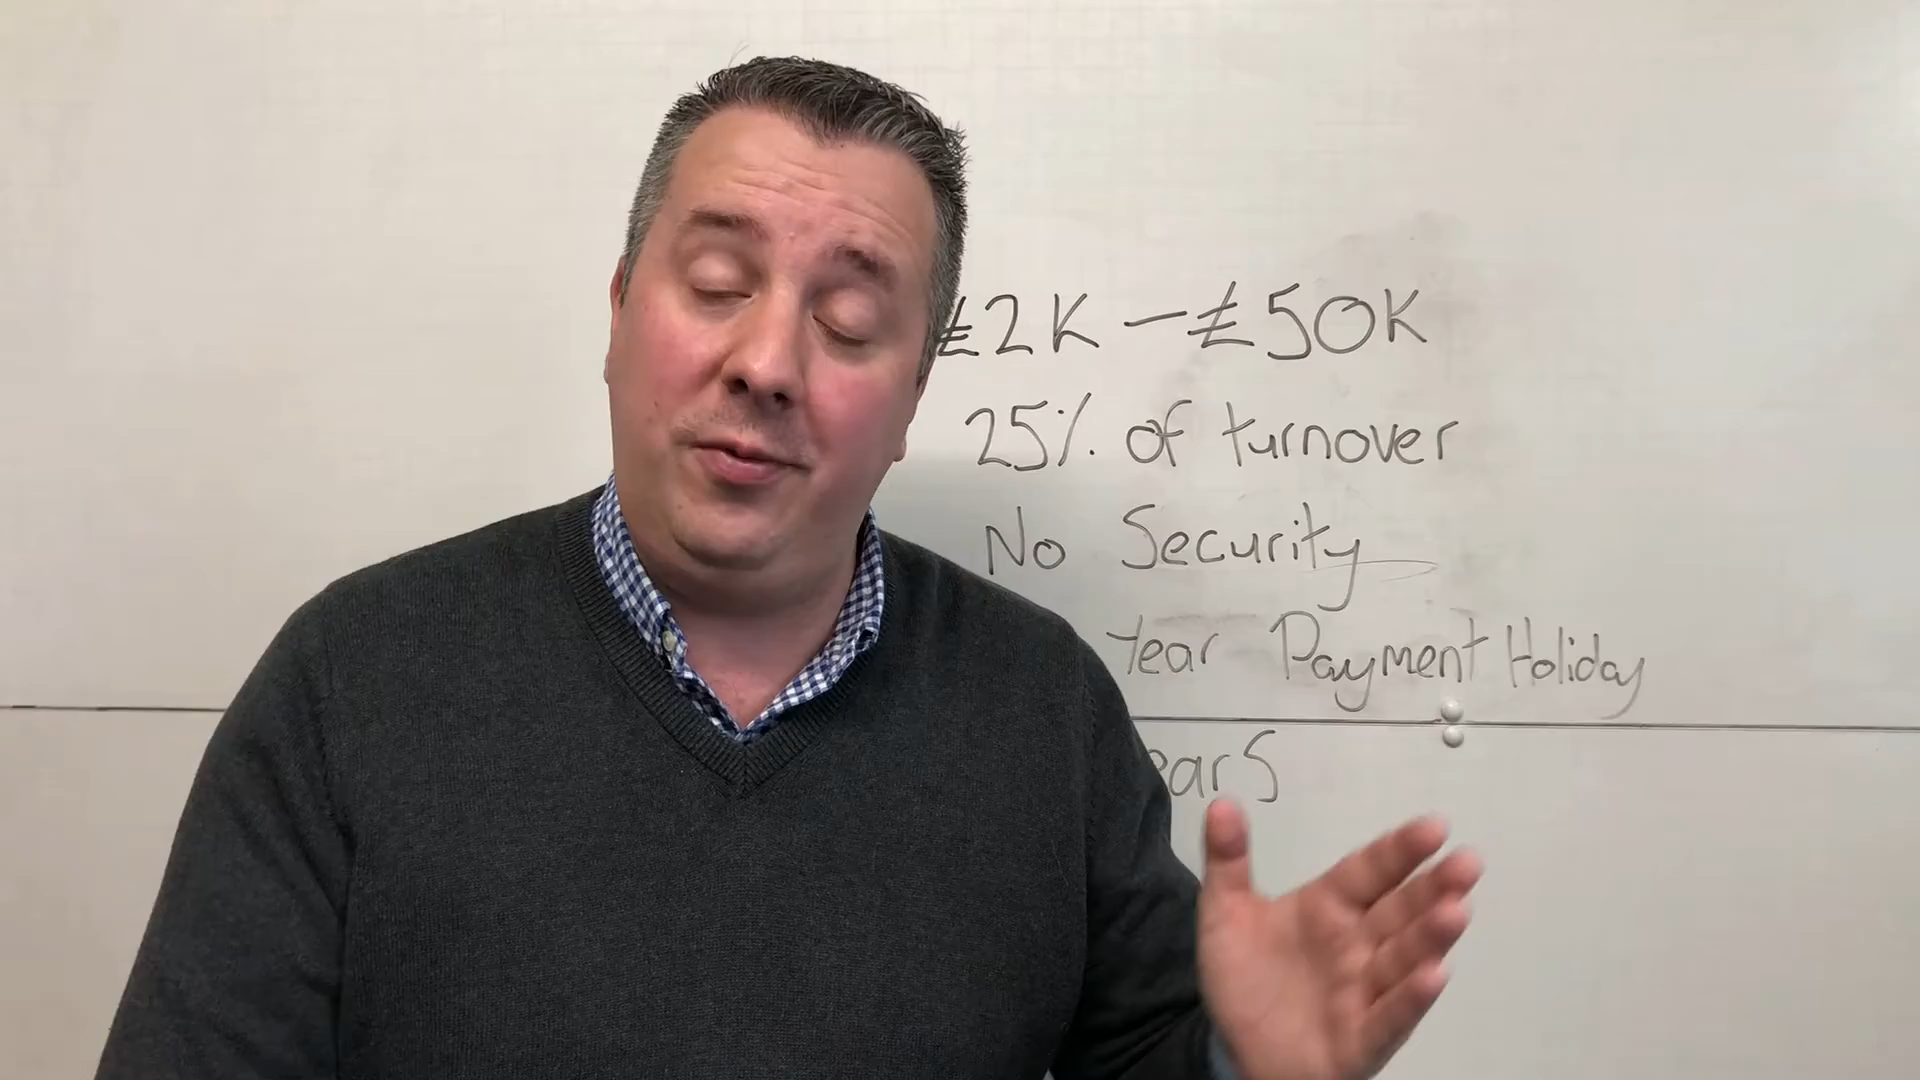 £2K - £50K
25% of turnover
No Security
Year Payment Holiday
ears